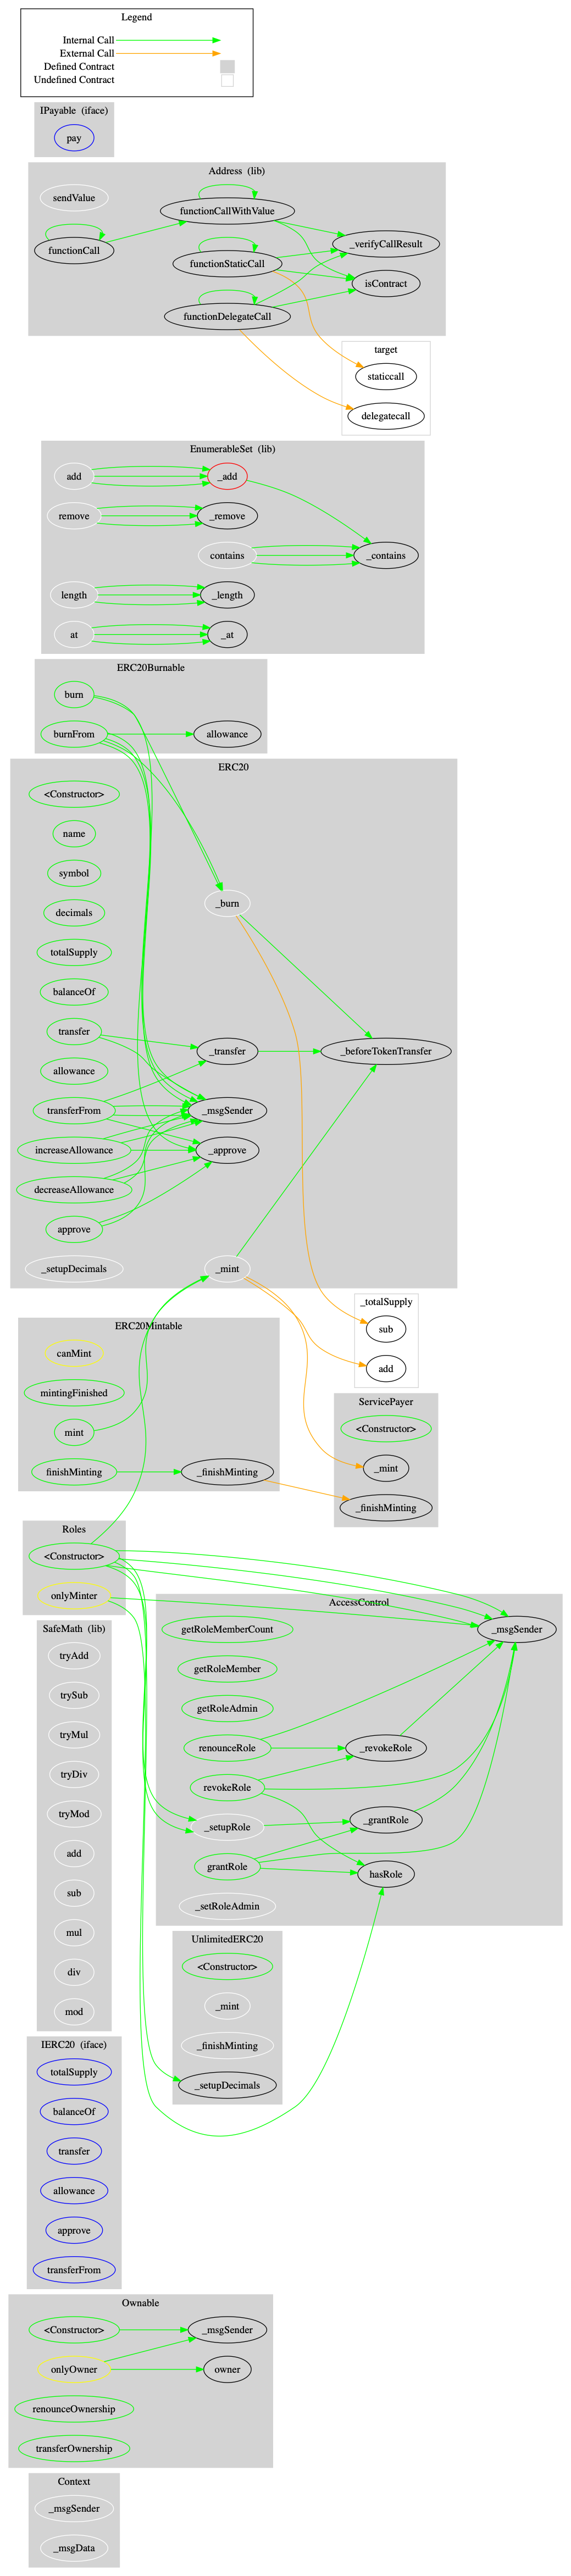 Legend
Internal Call
External Call
Defined Contract
Undefined Contract
IPayable (iface)
pay
Address (lib)
sendValue
functionCallWithValue
functionCall
_verifyCallResult
functionStaticCall
isContract
functionDelegateCall
target
staticcall
delegatecall
EnumerableSet (lib)
add
_add
remove
_remove
contains
_contains
length
_length
at
_at
ERC20Burnable
burn
burnFrom
allowance
ERC20
<Constructor>
name
symbol
decimals
_burn
totalSupply
balanceOf
transfer
_transfer
_beforeTokenTransfer
allowance
transferFrom
_msgSender
increaseAllowance
_approve
decreaseAllowance
approve
_setupDecimals
_mint
_totalSupply
sub
add
ERC20Mintable
canMint
mintingFinished
mint
finishMinting
_finishMinting
ServicePayer
<Constructor>
_mint
_finishMinting
Roles
<Constructor>
onlyMinter
AccessControl
getRoleMemberCount
_msgSender
getRoleMember
getRoleAdmin
renounceRole
_revokeRole
revokeRole
_setupRole
_grantRole
grantRole
hasRole
_setRoleAdmin
SafeMath (lib)
tryAdd
trySub
tryMul
tryDiv
tryMod
add
sub
mul
div
mod
UnlimitedERC20
<Constructor>
_mint
_finishMinting
_setupDecimals
IERC20 (iface)
totalSupply
balanceOf
transfer
allowance
approve
transferFrom
Ownable
<Constructor>
_msgSender
onlyOwner
owner
renounceOwnership
transferOwnership
Context
_msgSender
_msgData